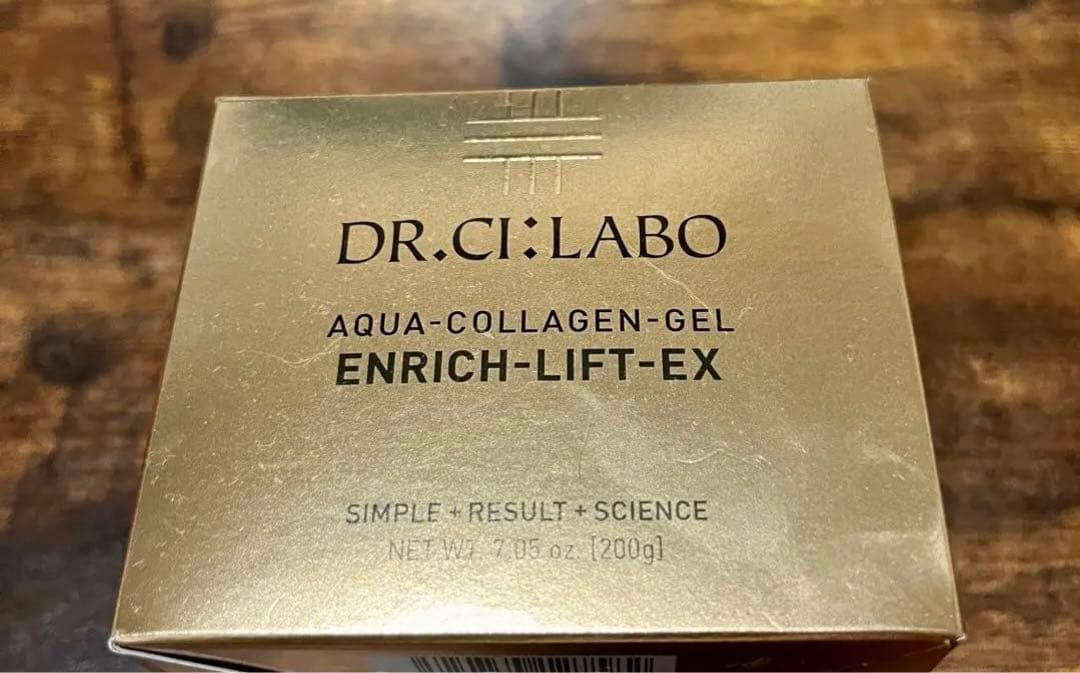 DR.CI:LABO
AQUA-COLLAGEN-GEL
ENRICH-LIFT-EX
SIMPLE + RESULT + SCIENCE
NET WT. 7.05 oz. [200g]